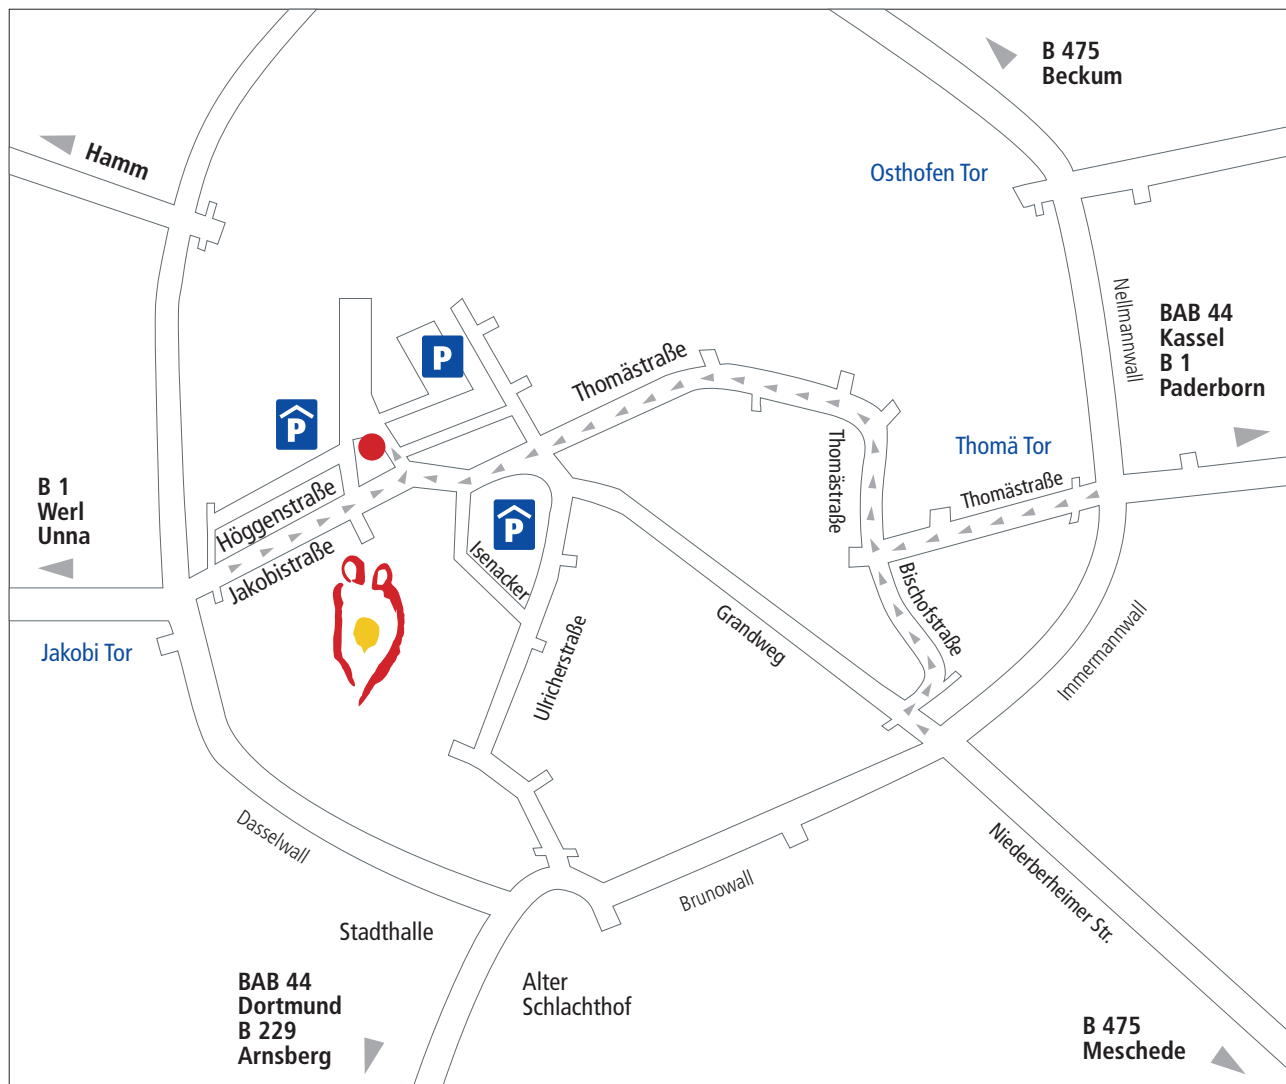 B 475
Beckum
Hamm
Osthofen Tor
Nellmannwall
BAB 44
Kassel
B 1
Paderborn
P
Thomästraße
P
Thomästraße
Thomä Tor
Thomästraße
B 1
Werl
Unna
Höggenstraße
P
Jakobistraße
Isenacker
Bischofstraße
Jakobi Tor
Ulricherstraße
Grandweg
Immermannwall
Dasselwall
Brunowall
Niederberheimer Str.
Stadthalle
BAB 44
Dortmund
B 229
Arnsberg
Alter
Schlachthof
B 475
Meschede